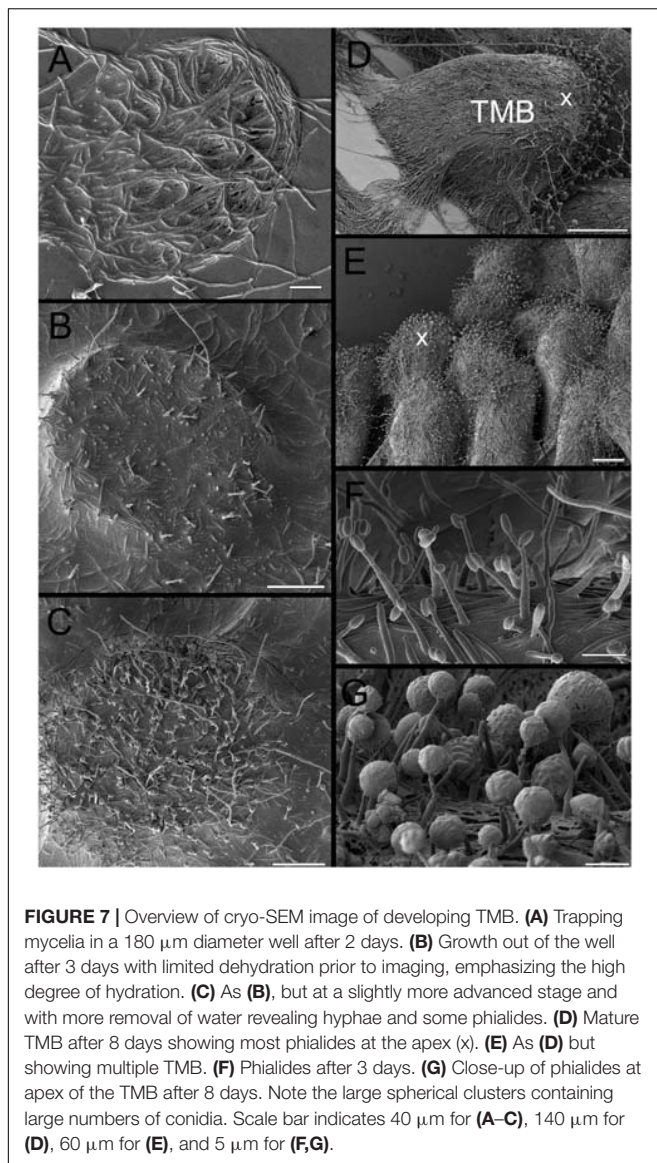 A
B
C
D
TMB
x
E
x
F
G
FIGURE 7 | Overview of cryo-SEM image of developing TMB. (A) Trapping
mycelia in a 180 μm diameter well after 2 days. (B) Growth out of the well
after 3 days with limited dehydration prior to imaging, emphasizing the high
degree of hydration. (C) As (B), but at a slightly more advanced stage and
with more removal of water revealing hyphae and some phialides. (D) Mature
TMB after 8 days showing most phialides at the apex (x). (E) As (D) but
showing multiple TMB. (F) Phialides after 3 days. (G) Close-up of phialides at
apex of the TMB after 8 days. Note the large spherical clusters containing
large numbers of conidia. Scale bar indicates 40 μm for (A–C), 140 μm for
(D), 60 μm for (E), and 5 μm for (F,G).